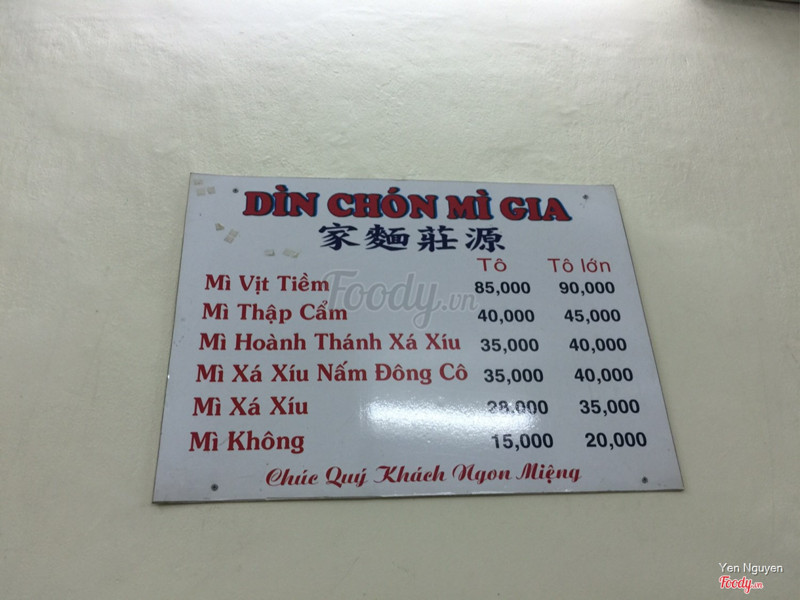 DÌN CHÓN MÌ GIA
家麵莊源
Tô Tô lớn
Mì Vịt Tiềm 85,000 90,000
Foody.vn
Mì Thập Cẩm 40,000 45,000
Mì Hoành Thánh Xá Xíu 35,000 40,000
Mì Xá Xíu Nấm Đông Cô 35,000 40,000
Mì Xá Xíu 28,000 35,000
Mì Không 15,000 20,000
Chúc Quý Khách Ngon Miệng
Yen Nguyen
Foody.vn